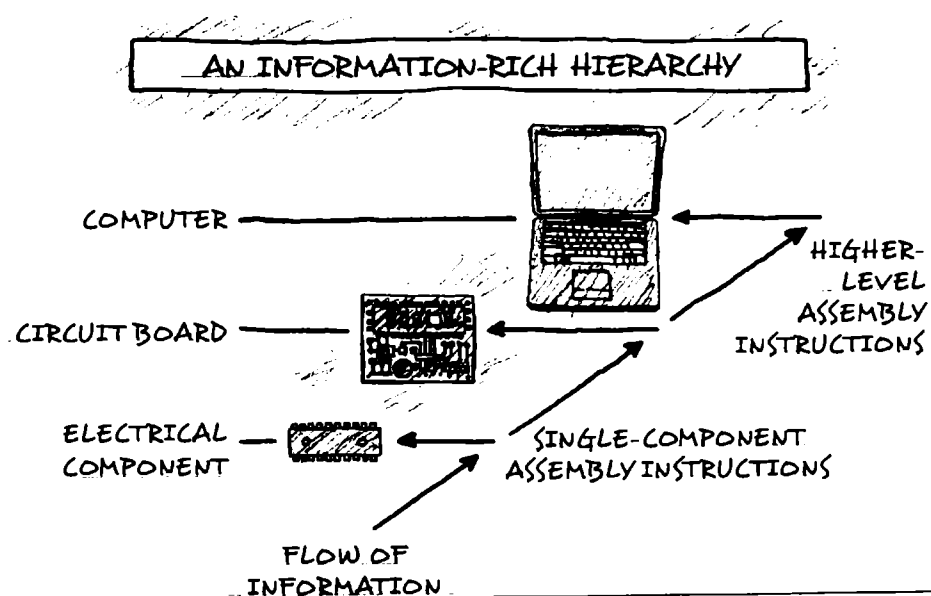 AN INFORMATION-RICH HIERARCHY
COMPUTER
HIGHER-
LEVEL
ASSEMBLY
INSTRUCTIONS
CIRCUIT BOARD
ELECTRICAL
COMPONENT
SINGLE-COMPONENT
ASSEMBLY INSTRUCTIONS
FLOW OF
INFORMATION